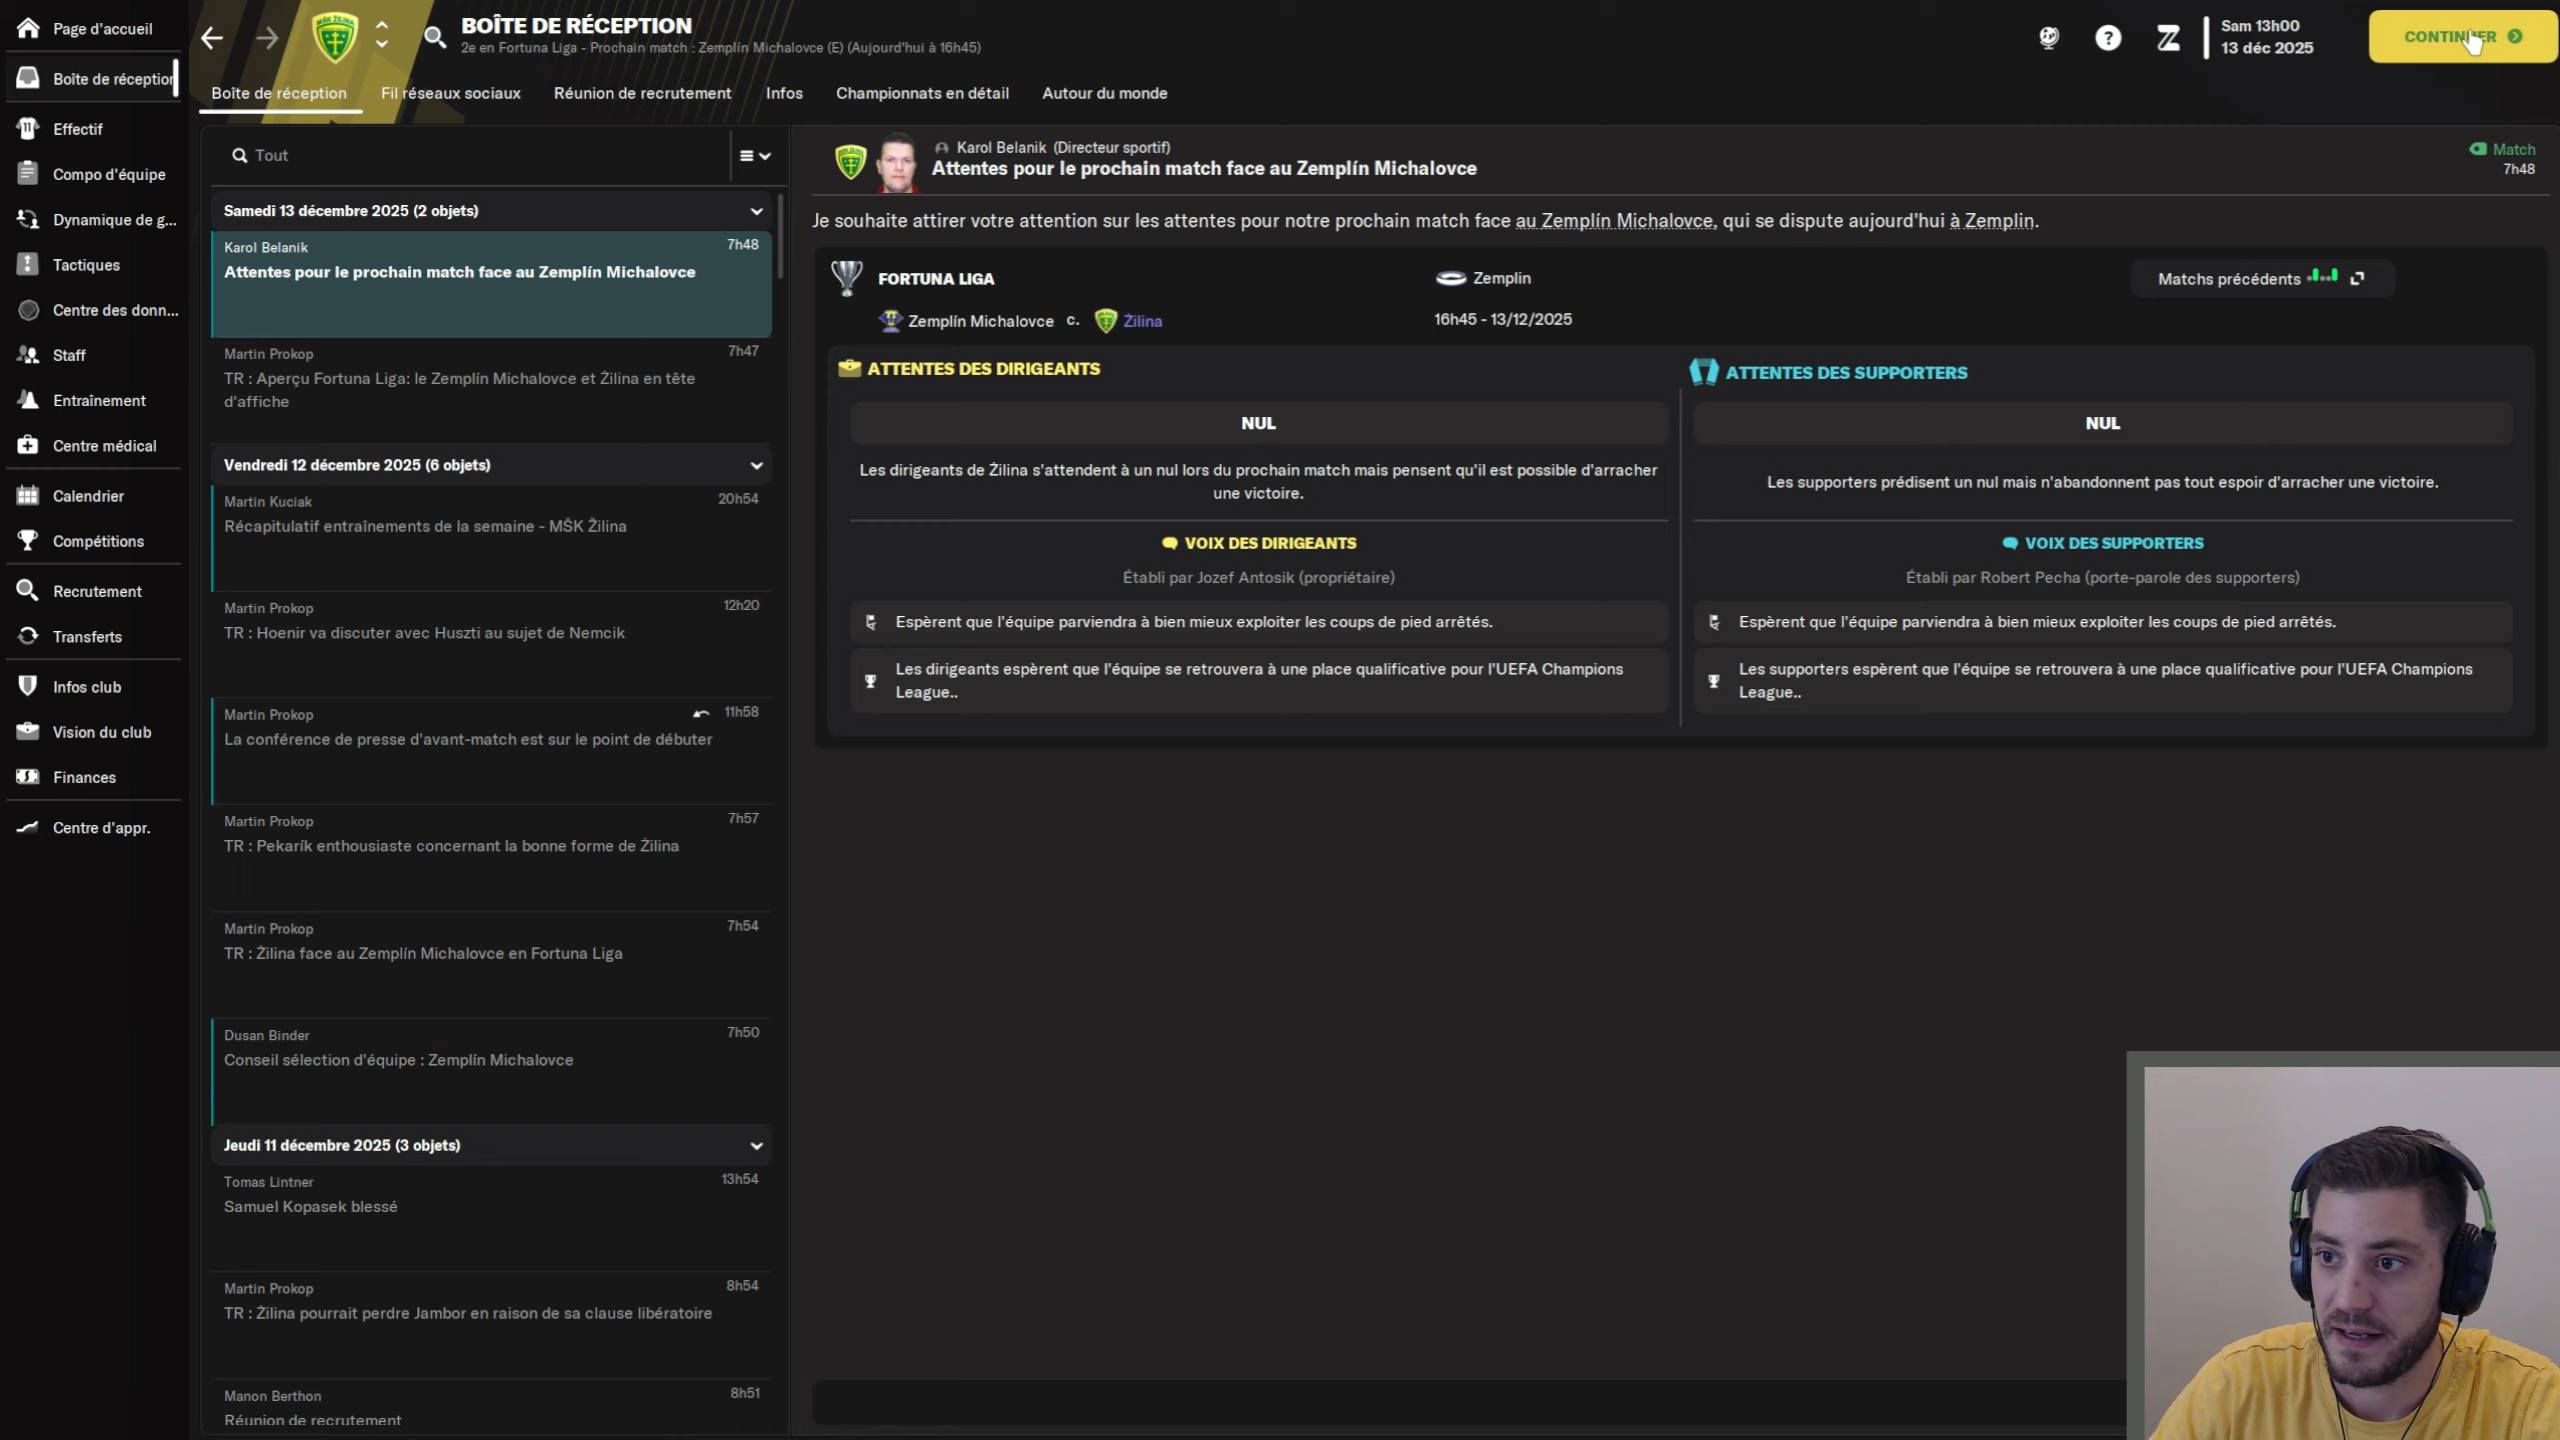 Page d'accueil
Boîte de réception
Effectif
Compo d'équipe
Dynamique de g...
Tactiques
Centre des donn...
Staff
Entraînement
Centre médical
Calendrier
Compétitions
Recrutement
Transferts
Infos club
Vision du club
Finances
Centre d'appr.
BOÎTE DE RÉCEPTION
2e en Fortuna Liga - Prochain match : Zemplín Michalovce (E) (Aujourd'hui à 16h45)
Sam 13h00
13 déc 2025
CONTINUER
Boîte de réception
Fil réseaux sociaux
Réunion de recrutement
Infos
Championnats en détail
Autour du monde
Tout
Samedi 13 décembre 2025 (2 objets)
Karol Belanik 7h48
Attentes pour le prochain match face au Zemplín Michalovce
Martin Prokop 7h47
TR : Aperçu Fortuna Liga: le Zemplín Michalovce et Žilina en tête
d'affiche
Vendredi 12 décembre 2025 (6 objets)
Martin Kuciak 20h54
Récapitulatif entraînements de la semaine - MŠK Žilina
Martin Prokop 12h20
TR : Hoenir va discuter avec Huszti au sujet de Nemcik
Martin Prokop 11h58
La conférence de presse d'avant-match est sur le point de débuter
Martin Prokop 7h57
TR : Pekarík enthousiaste concernant la bonne forme de Žilina
Martin Prokop 7h54
TR : Žilina face au Zemplín Michalovce en Fortuna Liga
Dusan Binder 7h50
Conseil sélection d'équipe : Zemplín Michalovce
Jeudi 11 décembre 2025 (3 objets)
Tomas Lintner 13h54
Samuel Kopasek blessé
Martin Prokop 8h54
TR : Žilina pourrait perdre Jambor en raison de sa clause libératoire
Manon Berthon 8h51
Réunion de recrutement
Karol Belanik (Directeur sportif)
Attentes pour le prochain match face au Zemplín Michalovce
Match
7h48
Je souhaite attirer votre attention sur les attentes pour notre prochain match face au Zemplín Michalovce, qui se dispute aujourd'hui à Zemplin.
FORTUNA LIGA
Zemplin
Matchs précédents
Zemplín Michalovce c. Žilina
16h45 - 13/12/2025
ATTENTES DES DIRIGEANTS
NUL
Les dirigeants de Žilina s'attendent à un nul lors du prochain match mais pensent qu'il est possible d'arracher
une victoire.
VOIX DES DIRIGEANTS
Établi par Jozef Antosik (propriétaire)
Espèrent que l'équipe parviendra à bien mieux exploiter les coups de pied arrêtés.
Les dirigeants espèrent que l'équipe se retrouvera à une place qualificative pour l'UEFA Champions
League..
ATTENTES DES SUPPORTERS
NUL
Les supporters prédisent un nul mais n'abandonnent pas tout espoir d'arracher une victoire.
VOIX DES SUPPORTERS
Établi par Robert Pecha (porte-parole des supporters)
Espèrent que l'équipe parviendra à bien mieux exploiter les coups de pied arrêtés.
Les supporters espèrent que l'équipe se retrouvera à une place qualificative pour l'UEFA Champions
League..